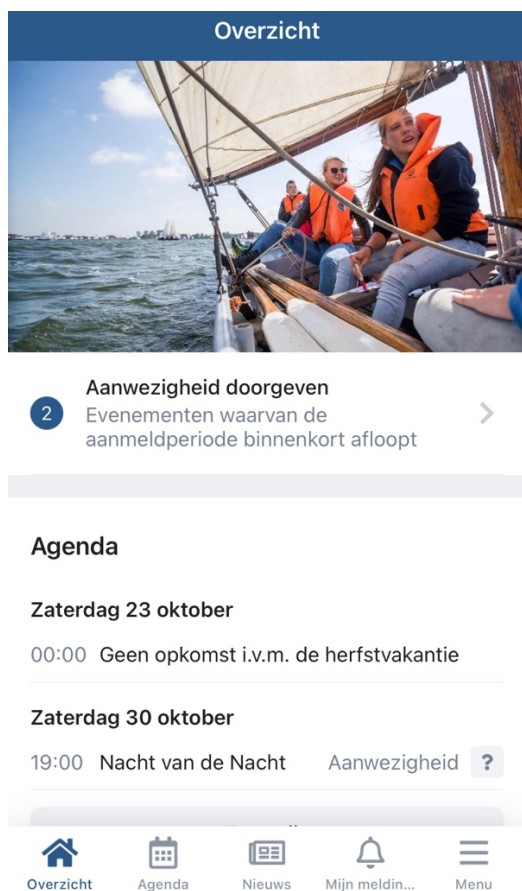 Overzicht
2
Aanwezigheid doorgeven
Evenementen waarvan de
aanmeldperiode binnenkort afloopt
Agenda
Zaterdag 23 oktober
00:00 Geen opkomst i.v.m. de herfstvakantie
Zaterdag 30 oktober
19:00 Nacht van de Nacht Aanwezigheid ?
Overzicht Agenda Nieuws Mijn meldin... Menu